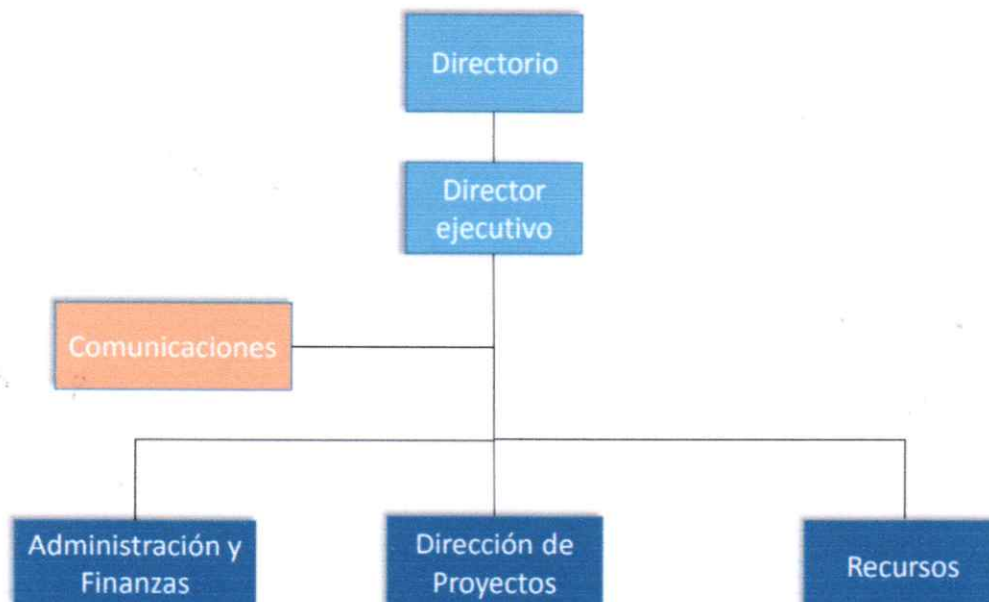 Directorio
Director
ejecutivo
Comunicaciones
Administración y
Finanzas
Dirección de
Proyectos
Recursos